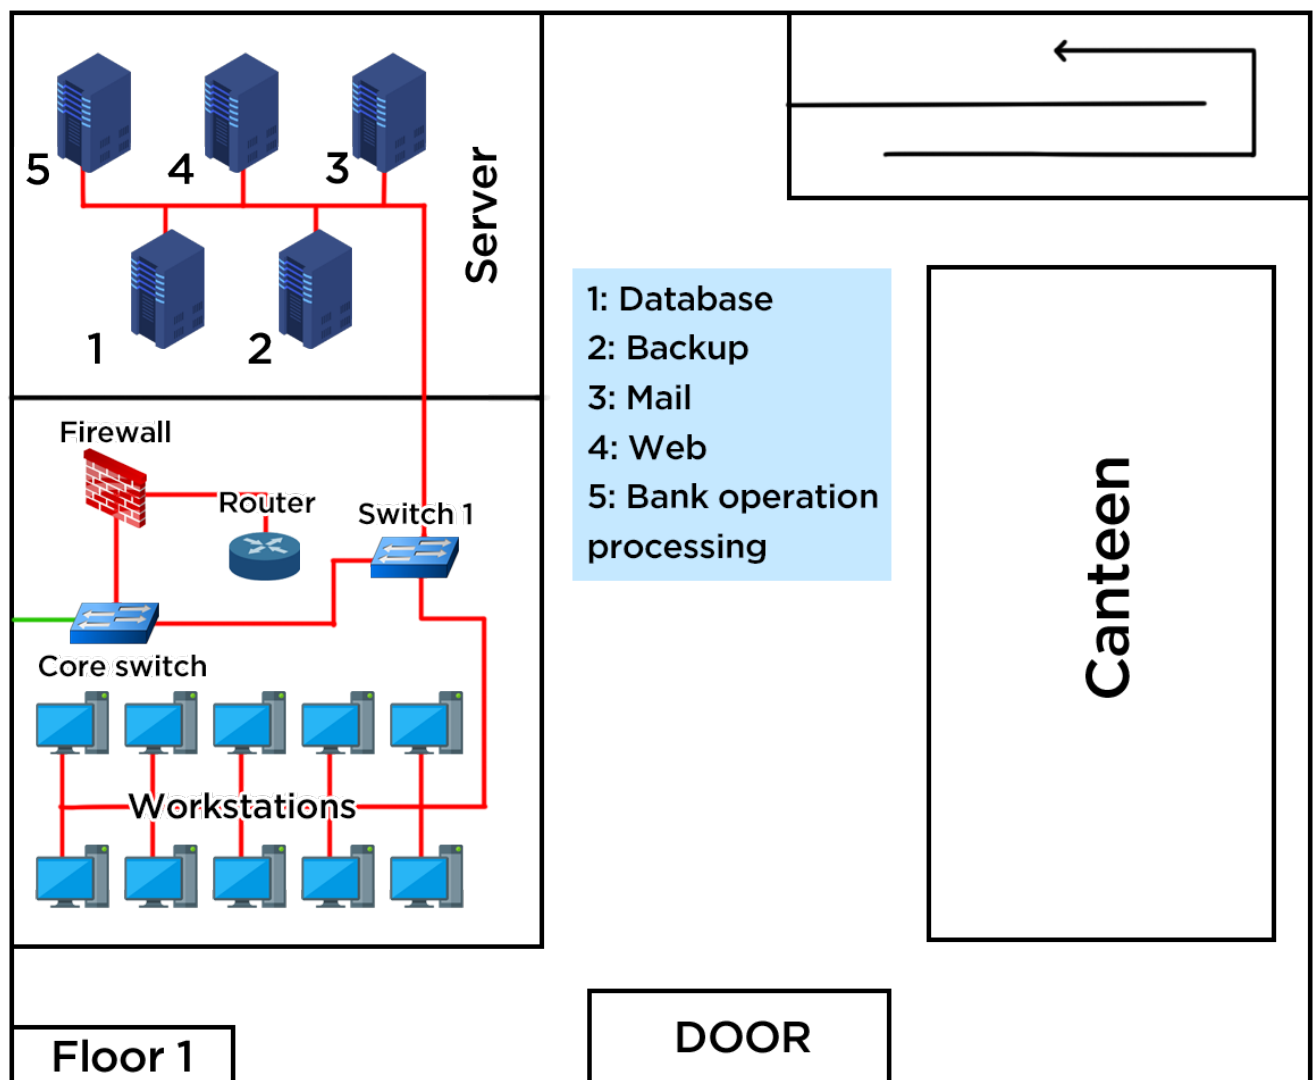 5
4
3
Server
1
2
1: Database
2: Backup
3: Mail
4: Web
5: Bank operation
processing
Firewall
Router
Switch 1
Core switch
Workstations
Canteen
Floor 1
DOOR